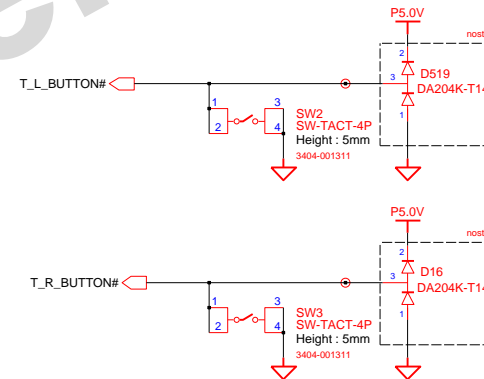 P5.0V
nost
2
D519
T_L_BUTTON#
3
DA204K-T14
1
3
SW2
1
2
4
SW-TACT-4P
Height : 5mm
3404-001311
P5.0V
nost
2
D16
T_R_BUTTON#
3
DA204K-T14
1
3
SW3
1
2
4
SW-TACT-4P
Height : 5mm
3404-001311